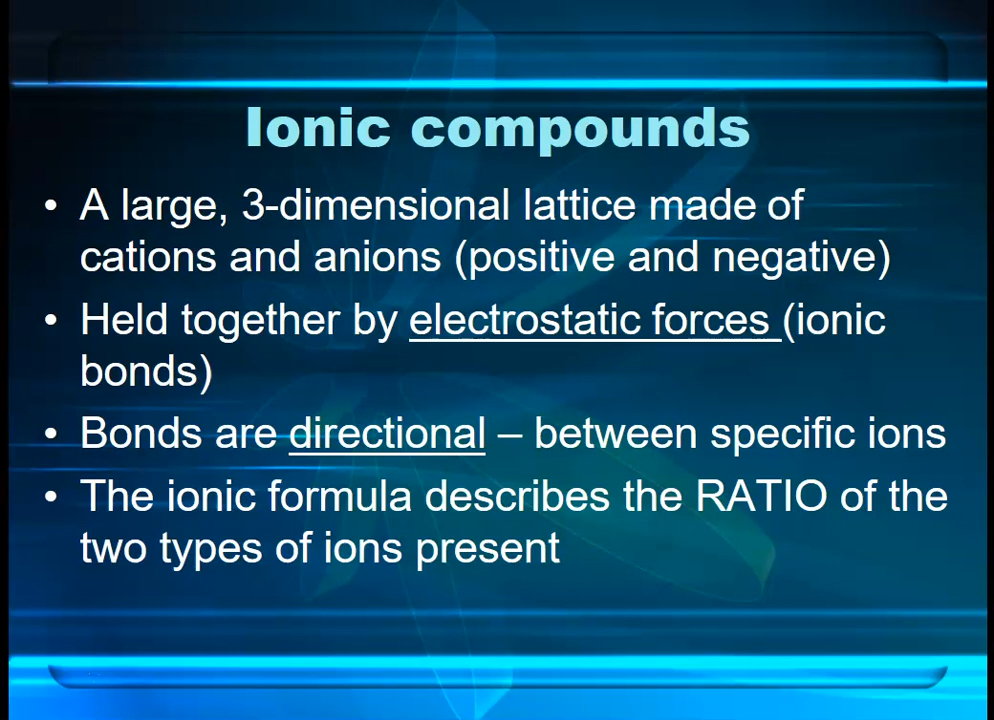 Ionic compounds
• A large, 3-dimensional lattice made of
cations and anions (positive and negative)
• Held together by electrostatic forces (ionic
bonds)
• Bonds are directional – between specific ions
• The ionic formula describes the RATIO of the
two types of ions present